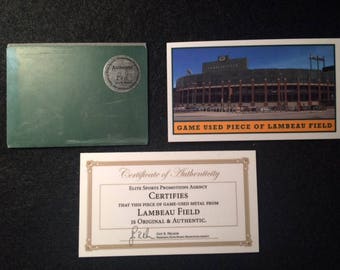 Authentic
GAME USED PIECE OF LAMBEAU FIELD
Certificate of Authenticity
ELITE SPORTS PROMOTIONS AGENCY
CERTIFIES
THAT THIS PIECE OF GAME-USED METAL FROM
LAMBEAU FIELD
IS ORIGINAL & AUTHENTIC.